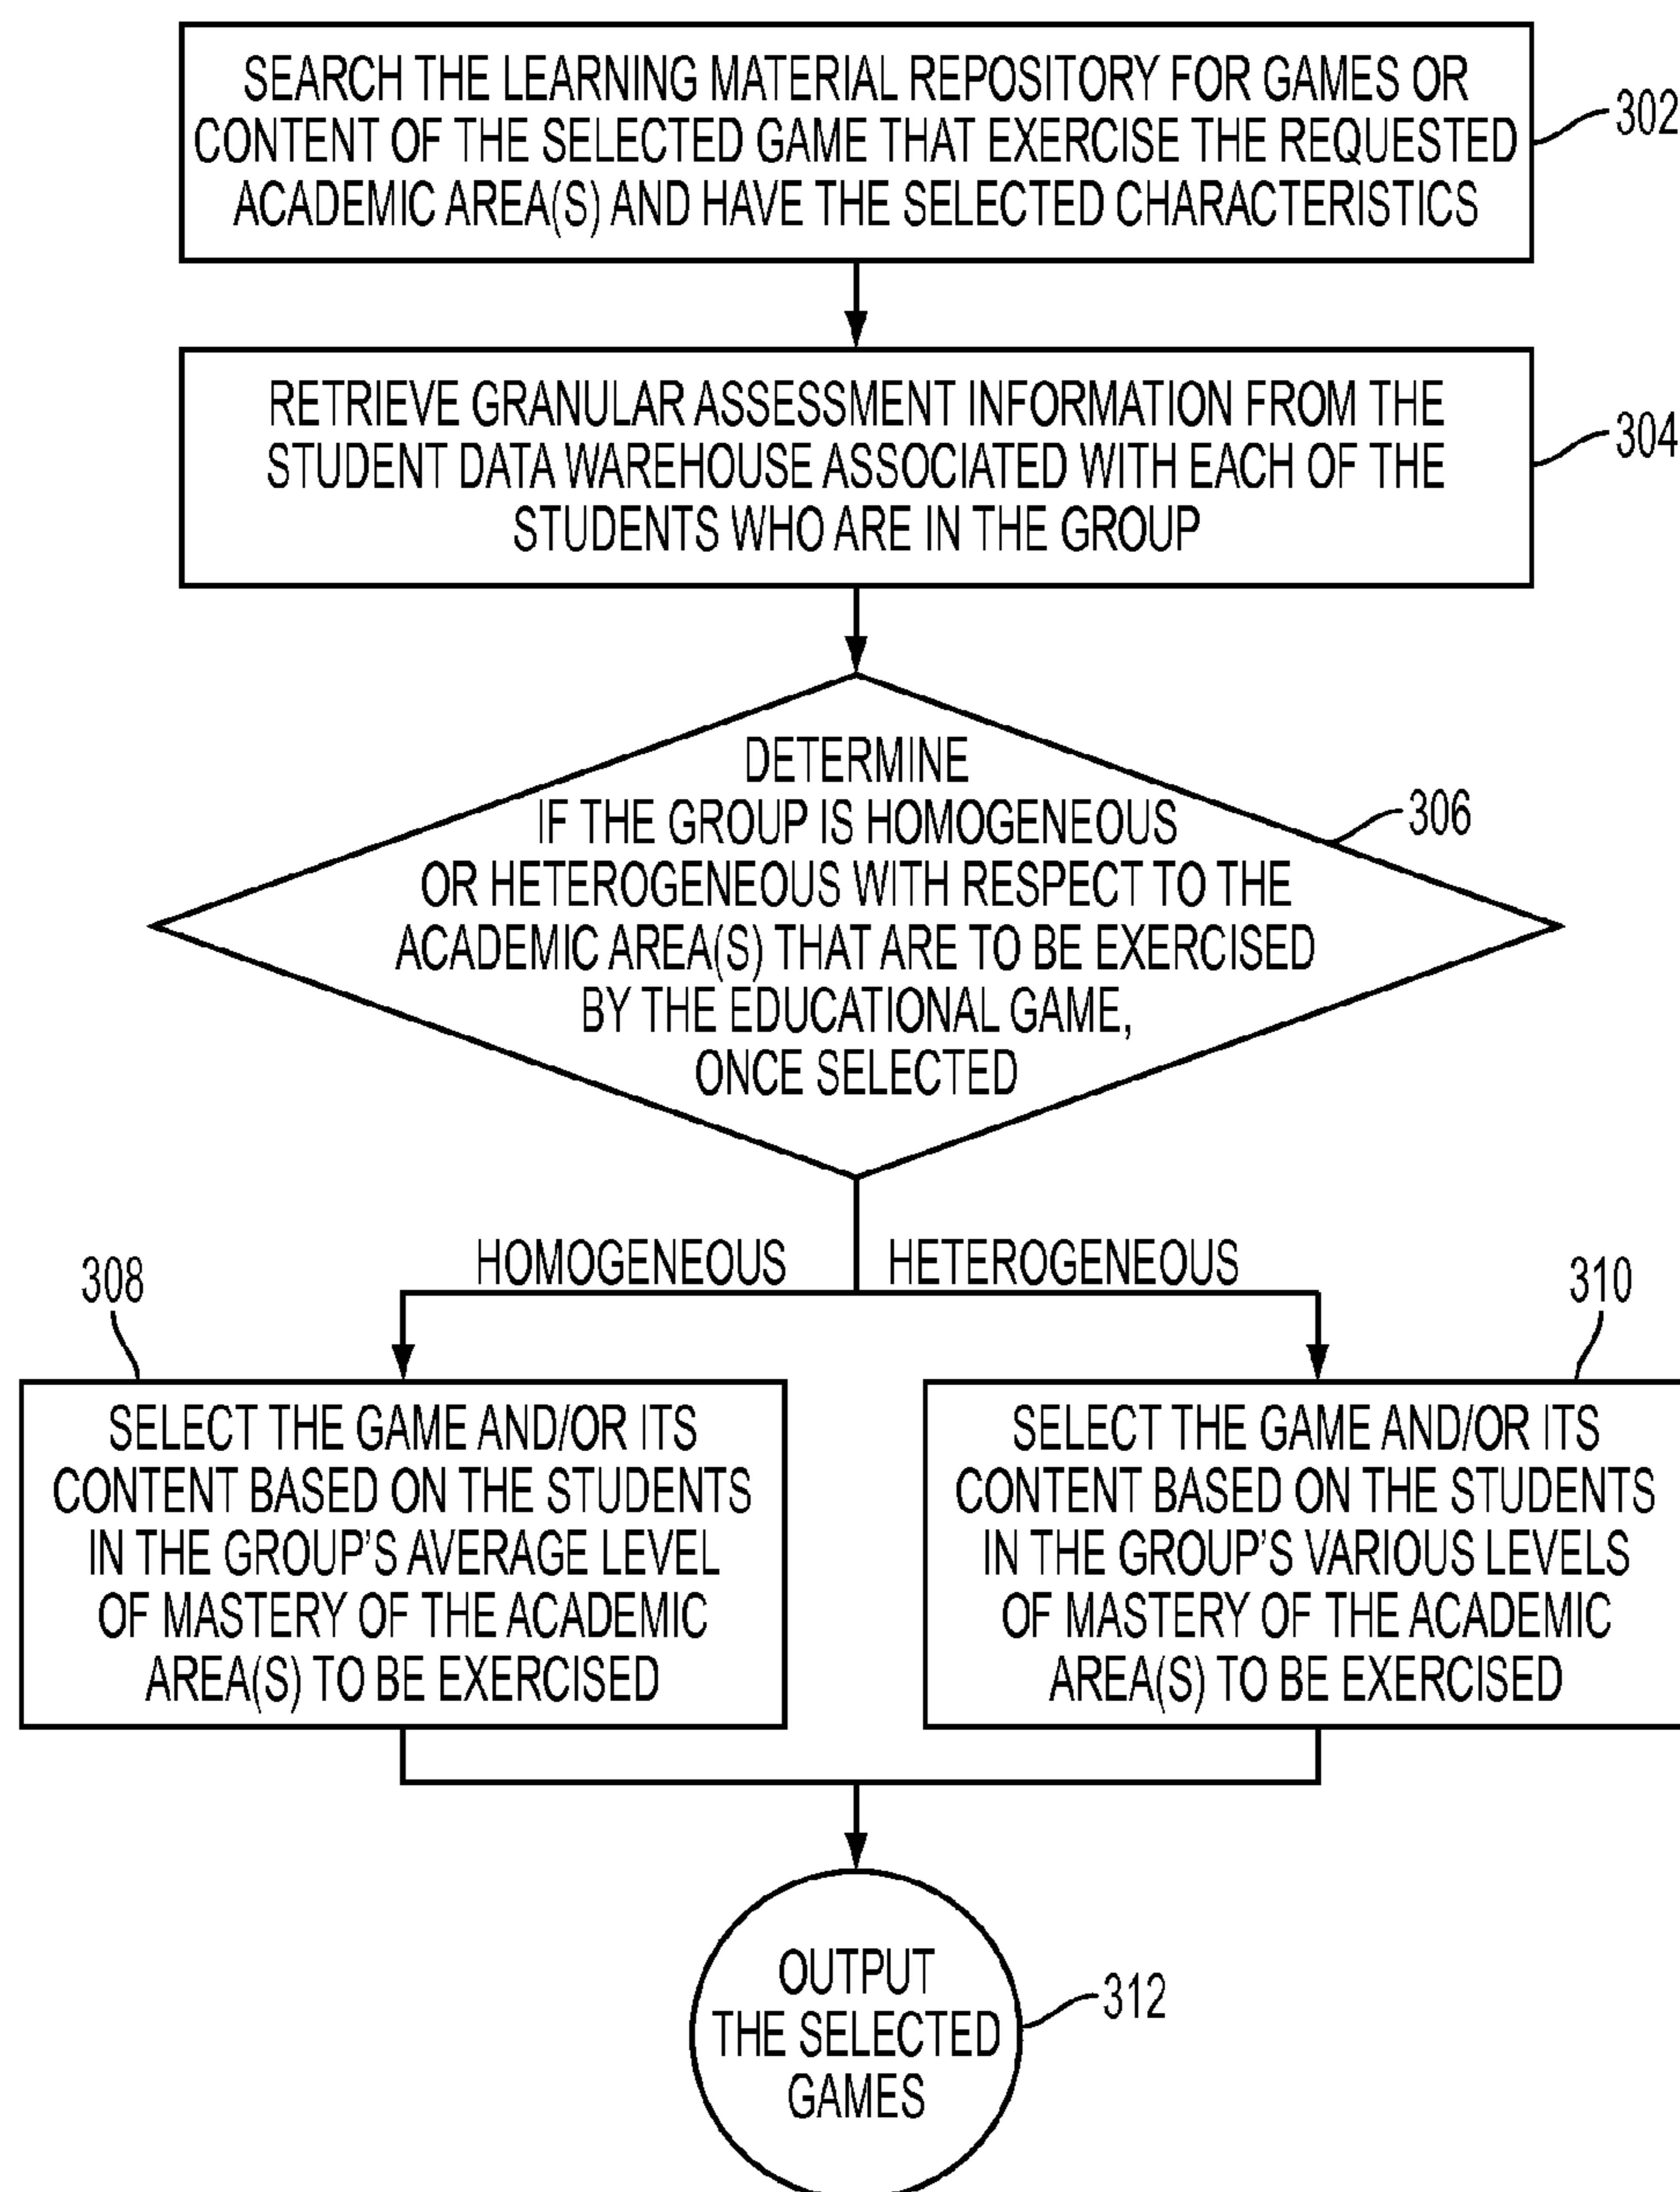 SEARCH THE LEARNING MATERIAL REPOSITORY FOR GAMES OR
CONTENT OF THE SELECTED GAME THAT EXERCISE THE REQUESTED
ACADEMIC AREA(S) AND HAVE THE SELECTED CHARACTERISTICS
302
RETRIEVE GRANULAR ASSESSMENT INFORMATION FROM THE
STUDENT DATA WAREHOUSE ASSOCIATED WITH EACH OF THE
STUDENTS WHO ARE IN THE GROUP
304
DETERMINE
IF THE GROUP IS HOMOGENEOUS
OR HETEROGENEOUS WITH RESPECT TO THE
ACADEMIC AREA(S) THAT ARE TO BE EXERCISED
BY THE EDUCATIONAL GAME,
ONCE SELECTED
306
HOMOGENEOUS
HETEROGENEOUS
308
SELECT THE GAME AND/OR ITS
CONTENT BASED ON THE STUDENTS
IN THE GROUP'S AVERAGE LEVEL
OF MASTERY OF THE ACADEMIC
AREA(S) TO BE EXERCISED
310
SELECT THE GAME AND/OR ITS
CONTENT BASED ON THE STUDENTS
IN THE GROUP'S VARIOUS LEVELS
OF MASTERY OF THE ACADEMIC
AREA(S) TO BE EXERCISED
OUTPUT
THE SELECTED
GAMES
312